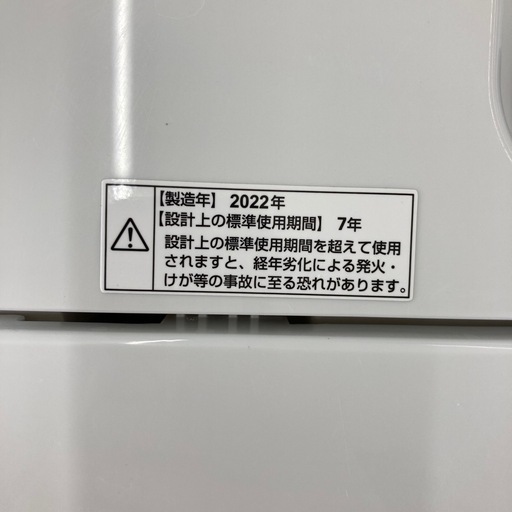 【製造年】 2022年
【設計上の標準使用期間】 7年
設計上の標準使用期間を超えて使用
されますと、経年劣化による発火・
けが等の事故に至る恐れがあります。